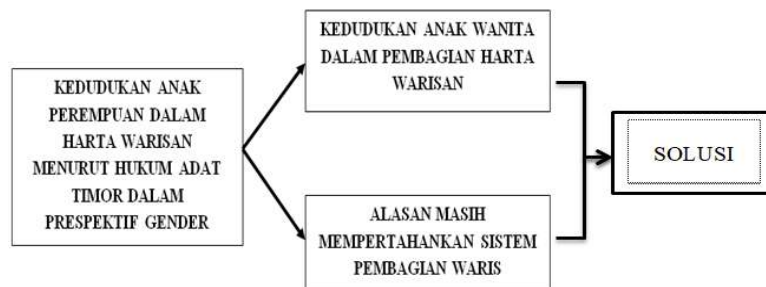 KEDUDUKAN ANAK
PEREMPUAN DALAM
HARTA WARISAN
MENURUT HUKUM ADAT
TIMOR DALAM
PRESPEKTIF GENDER
KEDUDUKAN ANAK WANITA
DALAM PEMBAGIAN HARTA
WARISAN
ALASAN MASIH
MEMPERTAHANKAN SISTEM
PEMBAGIAN WARIS
SOLUSI